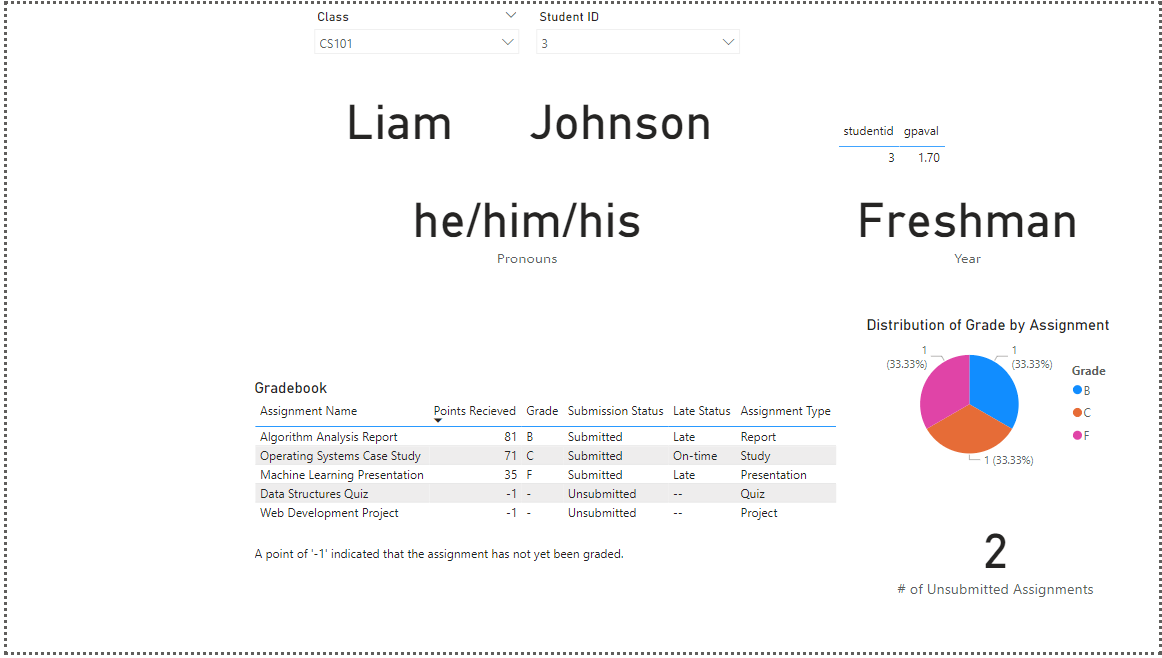 Class Student ID
CS101 3
Liam Johnson
studentid gpaval
3 1.70
he/him/his Freshman
Pronouns Year
Distribution of Grade by Assignment
1 1
(33.33%) (33.33%)
Grade
B
C
F
1 (33.33%)
Gradebook
Assignment Name Points Recieved Grade Submission Status Late Status Assignment Type
Algorithm Analysis Report 81 B Submitted Late Report
Operating Systems Case Study 71 C Submitted On-time Study
Machine Learning Presentation 35 F Submitted Late Presentation
Data Structures Quiz -1 - Unsubmitted -- Quiz
Web Development Project -1 - Unsubmitted -- Project
A point of '-1' indicated that the assignment has not yet been graded.
2
# of Unsubmitted Assignments